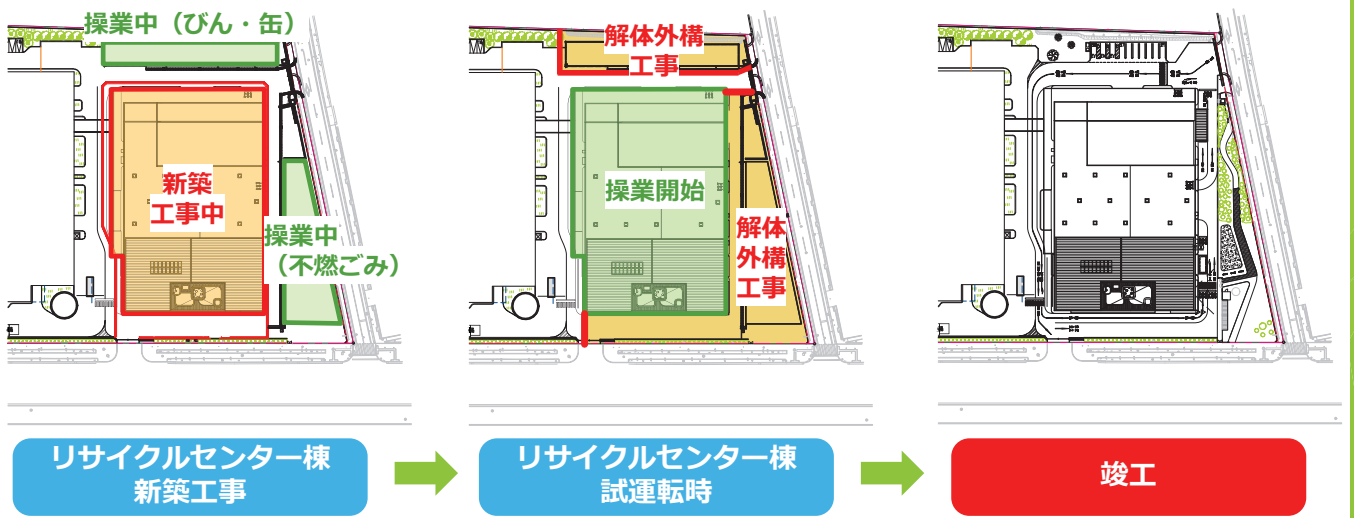 操業中（びん・缶）
新築
工事中
操業中
（不燃ごみ）
リサイクルセンター棟
新築工事
解体外構
工事
操業開始
解体
外構
工事
リサイクルセンター棟
試運転時
竣工